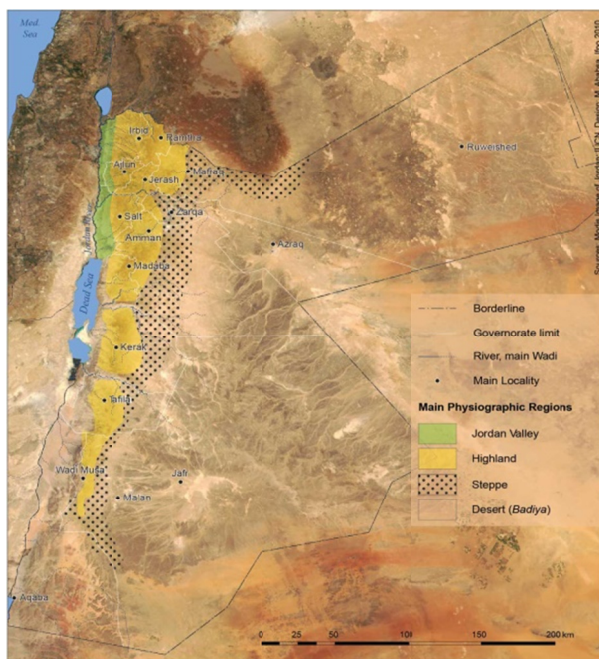 Med.
Sea
Irbid
Ramtha
Ajlun
Mafraq
Jerash
Ruweished
Salt
Zarqa
Amman
Azraq
Madaba
Dead Sea
Kerak
Tafila
Wadi Musa
Jafr
Aqaba
Borderline
Governorate limit
River, main Wadi
Main Locality
Main Physiographic Regions
Jordan Valley
Highland
Steppe
Desert (Badiya)
0
25
50
150
200 km